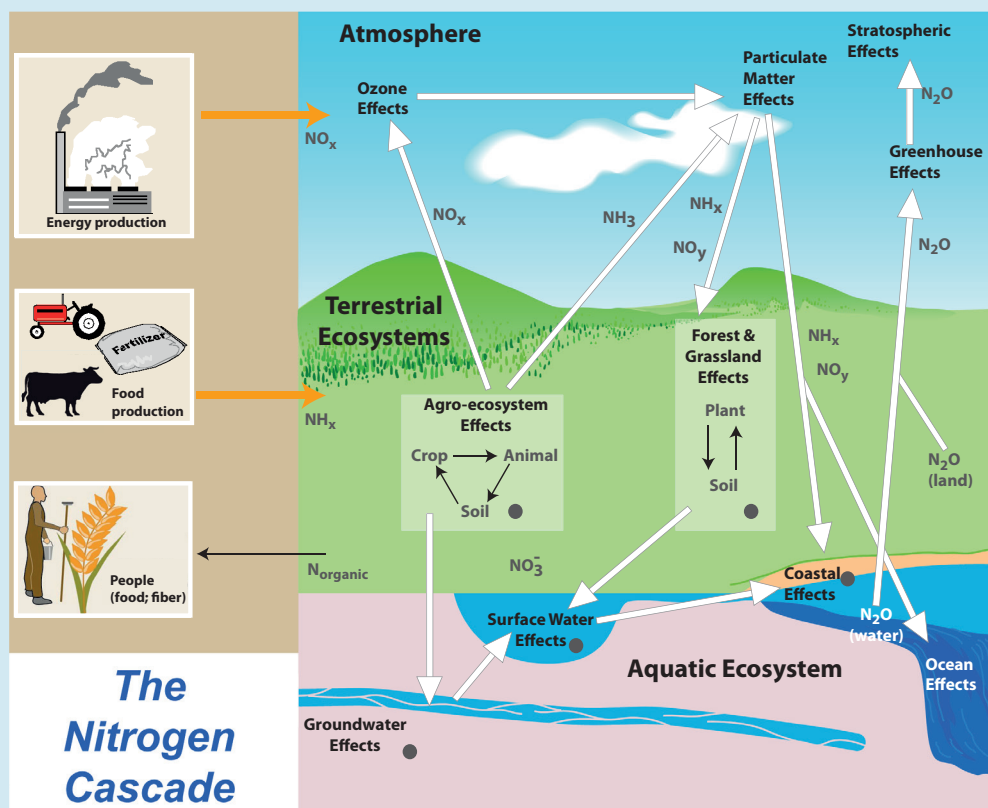 Atmosphere
Stratospheric
Effects
Particulate
Matter
Effects
Ozone
Effects
N₂O
Greenhouse
Effects
NOₓ
Energy production
NOₓ
NH3
NHₓ
NOᵧ
N₂O
Terrestrial
Ecosystems
Fertilizer
Food
production
NHₓ
Forest &
Grassland
Effects
Plant
Soil
NHₓ
NOᵧ
Agro-ecosystem
Effects
Crop
Animal
Soil
N₂O
(land)
People
(food; fiber)
Norganic
NO₃⁻
Coastal
Effects
Surface Water
Effects
N₂O
(water)
Aquatic Ecosystem
Ocean
Effects
Groundwater
Effects
The
Nitrogen
Cascade